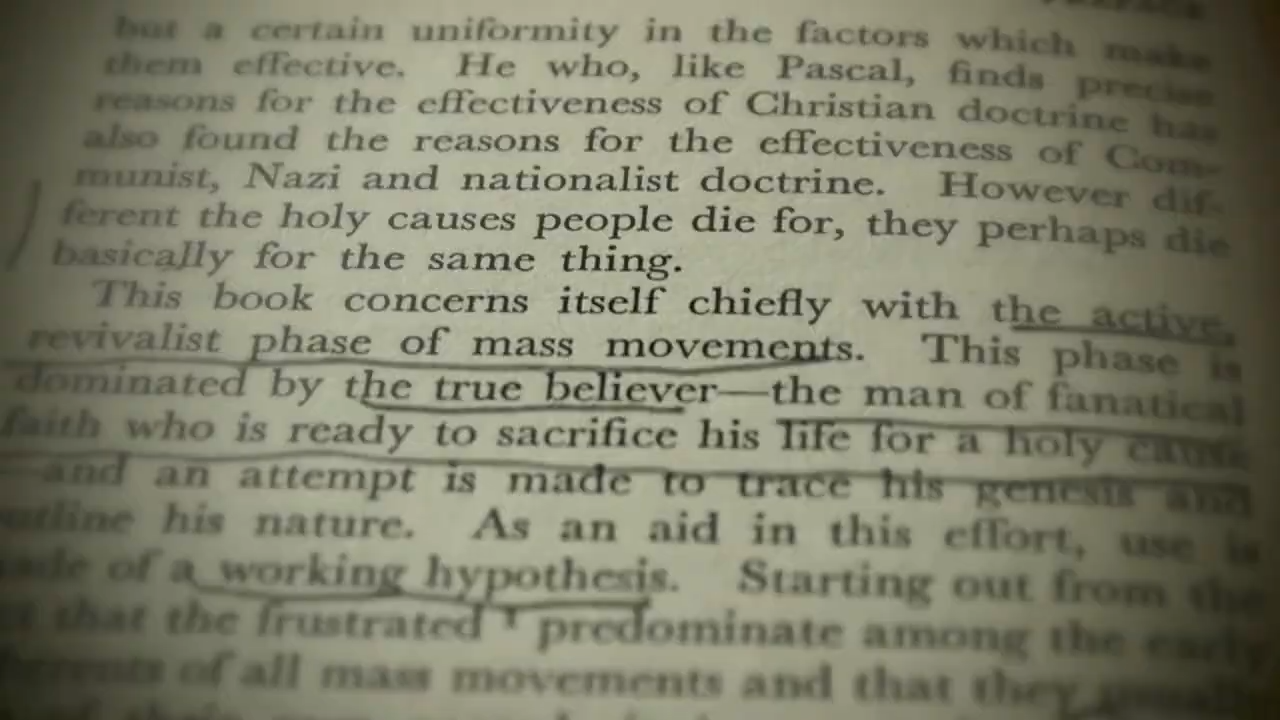 PREFACE
but a certain uniformity in the factors which make
them effective. He who, like Pascal, finds precise
reasons for the effectiveness of Christian doctrine has
also found the reasons for the effectiveness of Com-
munist, Nazi and nationalist doctrine. However dif-
ferent the holy causes people die for, they perhaps die
basically for the same thing.
This book concerns itself chiefly with the active,
revivalist phase of mass movements. This phase is
dominated by the true believer—the man of fanatical
faith who is ready to sacrifice his life for a holy cause
—and an attempt is made to trace his genesis and
outline his nature. As an aid in this effort, use is
made of a working hypothesis. Starting out from the
that the frustrated¹ predominate among the early
of all mass movements and that they
of their